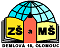 ZŠ a MŠ
DEMLOVA 18, OLOMOUC